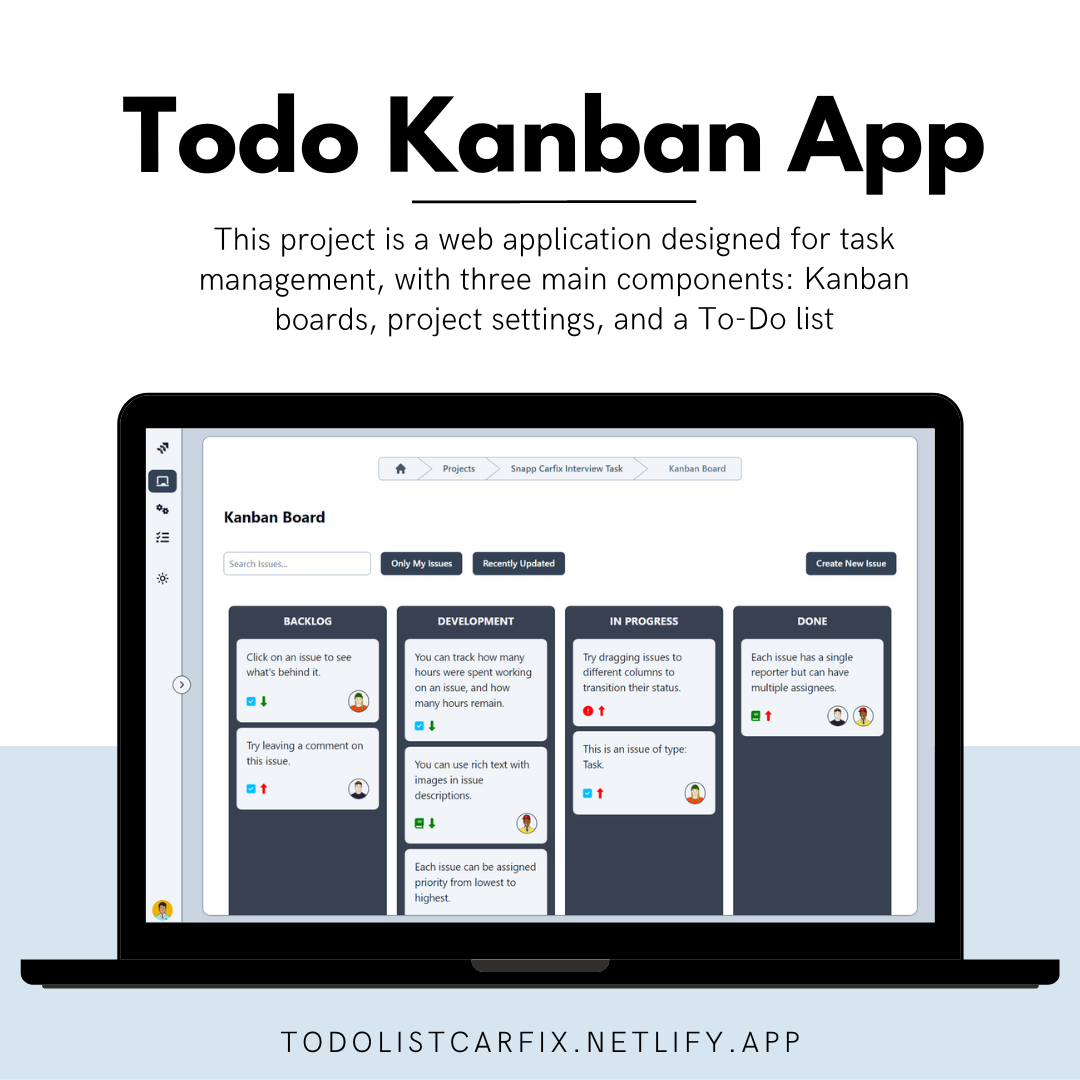 Todo Kanban App
This project is a web application designed for task
management, with three main components: Kanban
boards, project settings, and a To-Do list
Projects
Snapp Carfix Interview Task
Kanban Board
Kanban Board
Search Issues...
Only My Issues
Recently Updated
Create New Issue
BACKLOG
Click on an issue to see
what's behind it.
Try leaving a comment on
this issue.
DEVELOPMENT
You can track how many
hours were spent working
on an issue, and how
many hours remain.
You can use rich text with
images in issue
descriptions.
Each issue can be assigned
priority from lowest to
highest.
IN PROGRESS
Try dragging issues to
different columns to
transition their status.
This is an issue of type:
Task.
DONE
Each issue has a single
reporter but can have
multiple assignees.
TODOLISTCARFIX.NETLIFY.APP